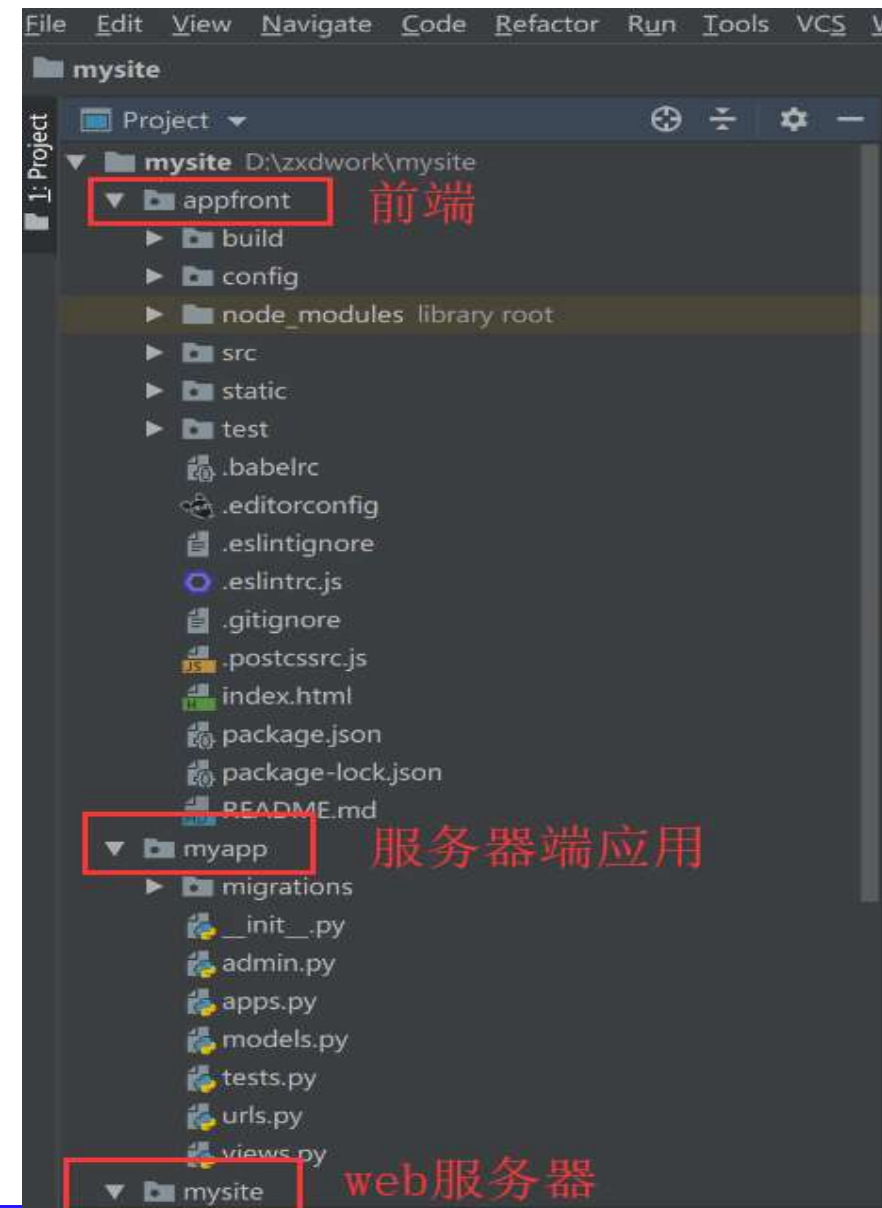 File Edit View Navigate Code Refactor Run Tools VCS
mysite
1: Project
Project
mysite D:\zxdwork\mysite
appfront 前端
build
config
node_modules library root
src
static
test
.babelrc
.editorconfig
.eslintignore
.eslintrc.js
.gitignore
.postcssrc.js
index.html
package.json
package-lock.json
README.md
myapp 服务器端应用
migrations
__init__.py
admin.py
apps.py
models.py
tests.py
urls.py
views.py
mysite web服务器